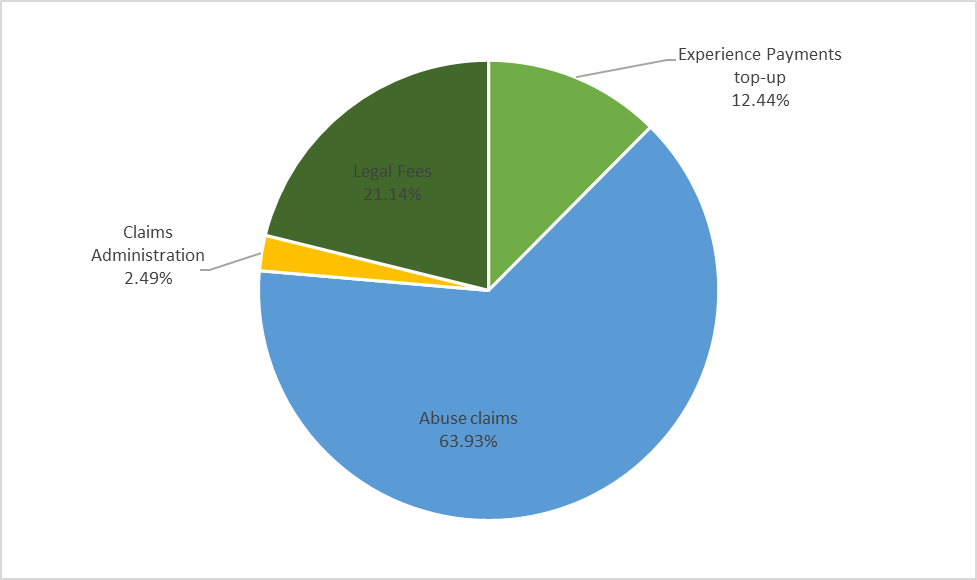 Experience Payments
top-up
12.44%
Legal Fees
21.14%
Claims
Administration
2.49%
Abuse claims
63.93%